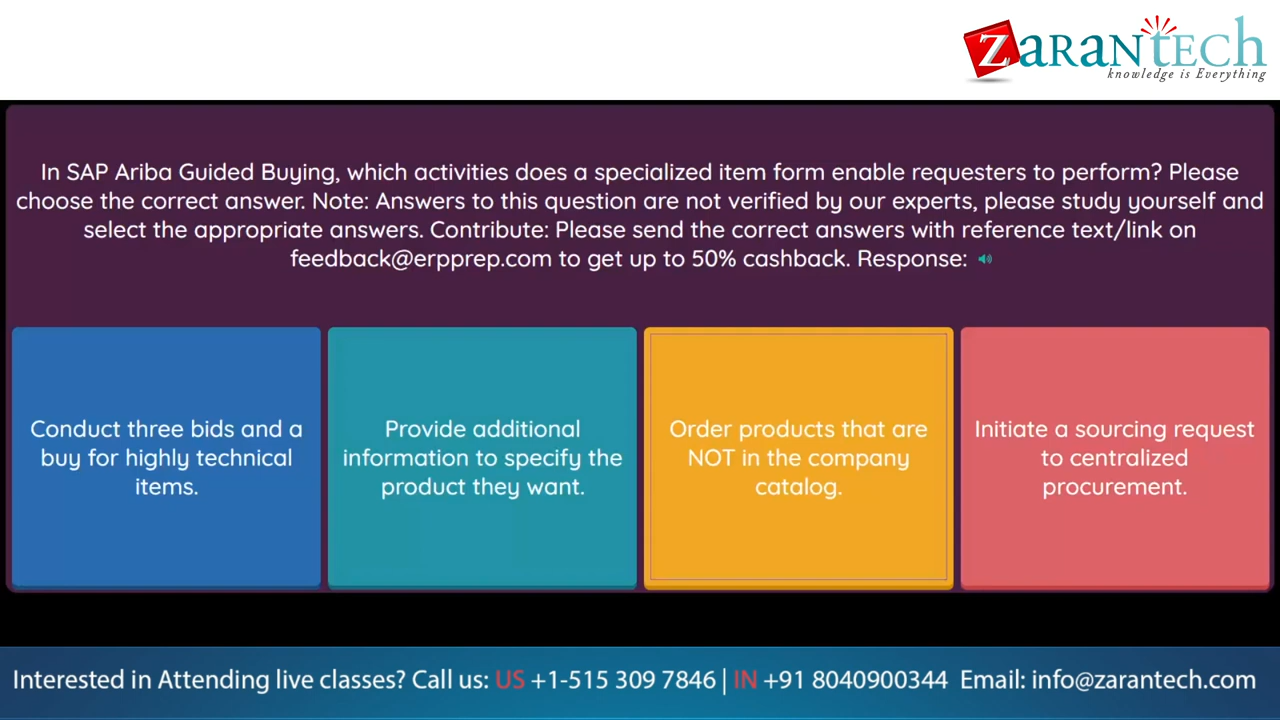 ZARANTECH
knowledge is Everything
In SAP Ariba Guided Buying, which activities does a specialized item form enable requesters to perform? Please
choose the correct answer. Note: Answers to this question are not verified by our experts, please study yourself and
select the appropriate answers. Contribute: Please send the correct answers with reference text/link on
feedback@erpprep.com to get up to 50% cashback. Response:
Conduct three bids and a
buy for highly technical
items.
Provide additional
information to specify the
product they want.
Order products that are
NOT in the company
catalog.
Initiate a sourcing request
to centralized
procurement.
Interested in Attending live classes? Call us: US +1-515 309 7846 | IN +91 8040900344 Email: info@zarantech.com